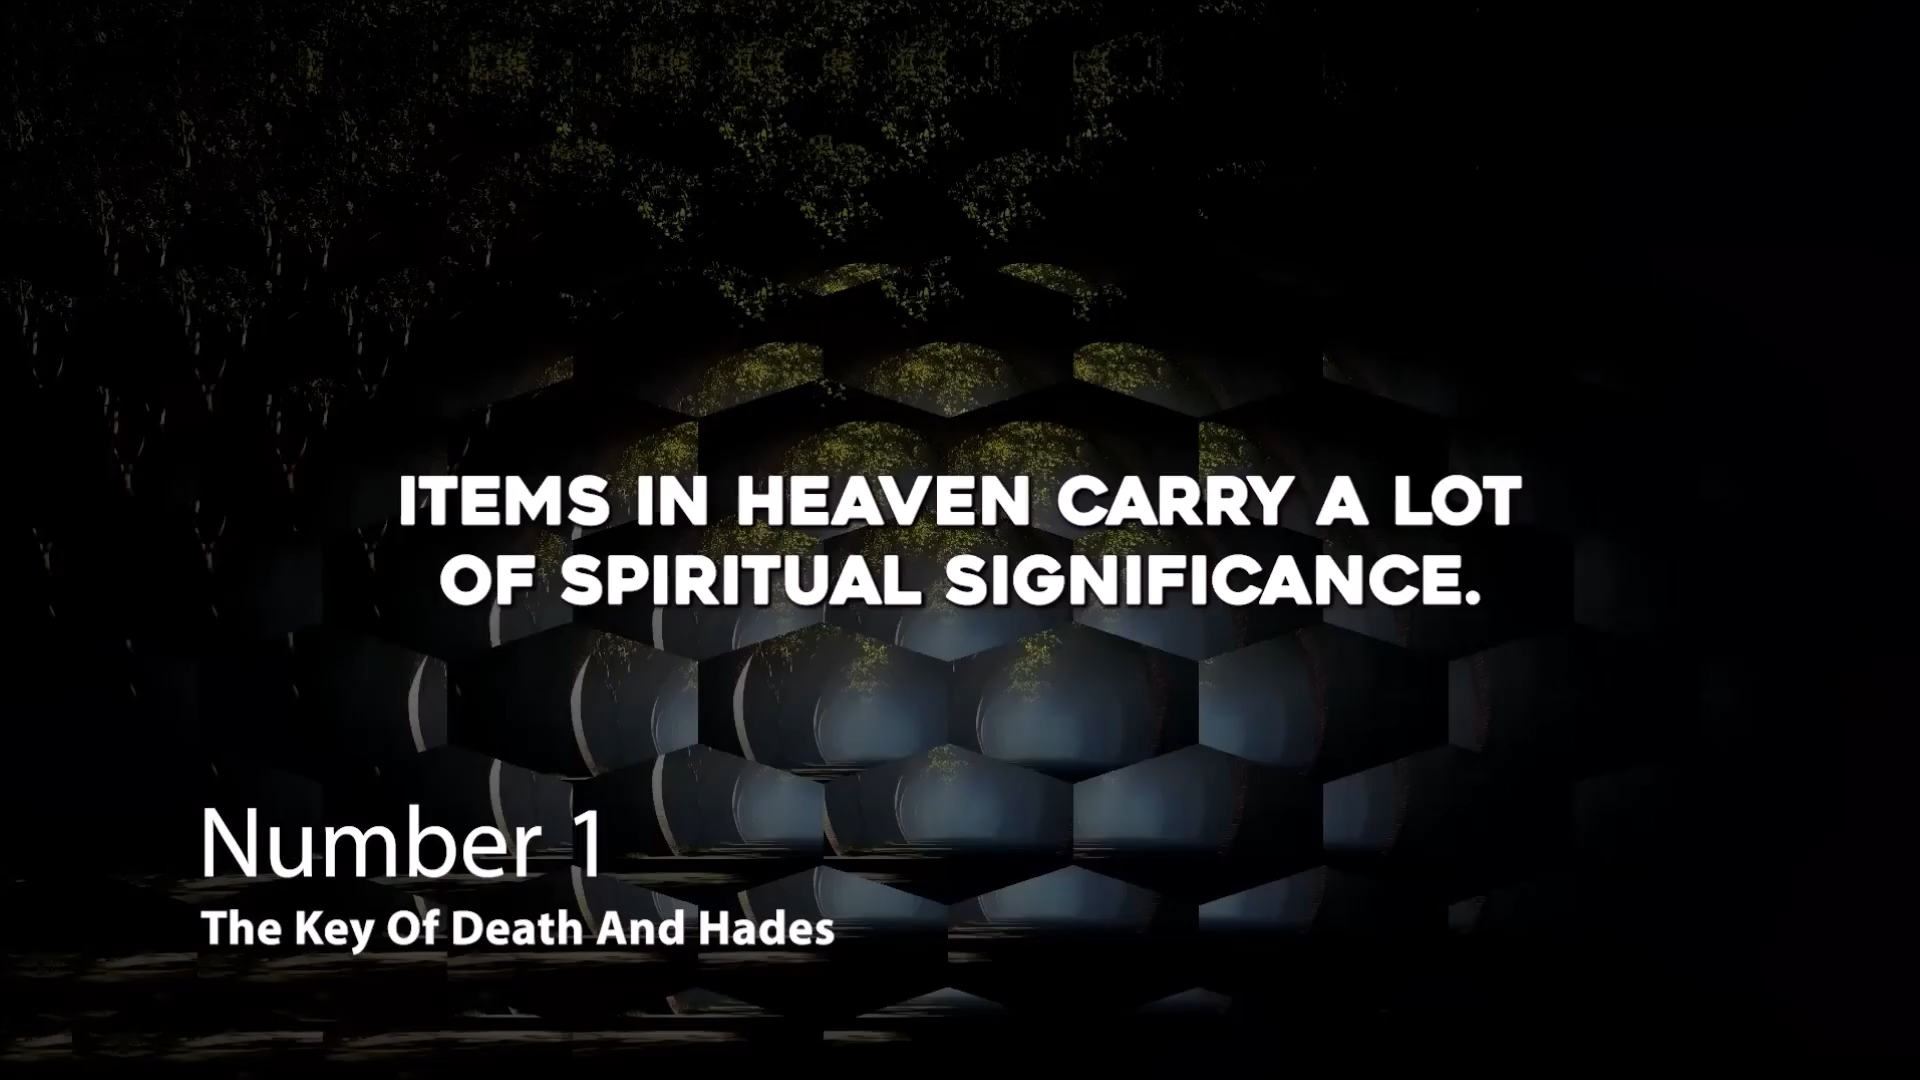 ITEMS IN HEAVEN CARRY A LOT
OF SPIRITUAL SIGNIFICANCE.
Number 1
The Key Of Death And Hades